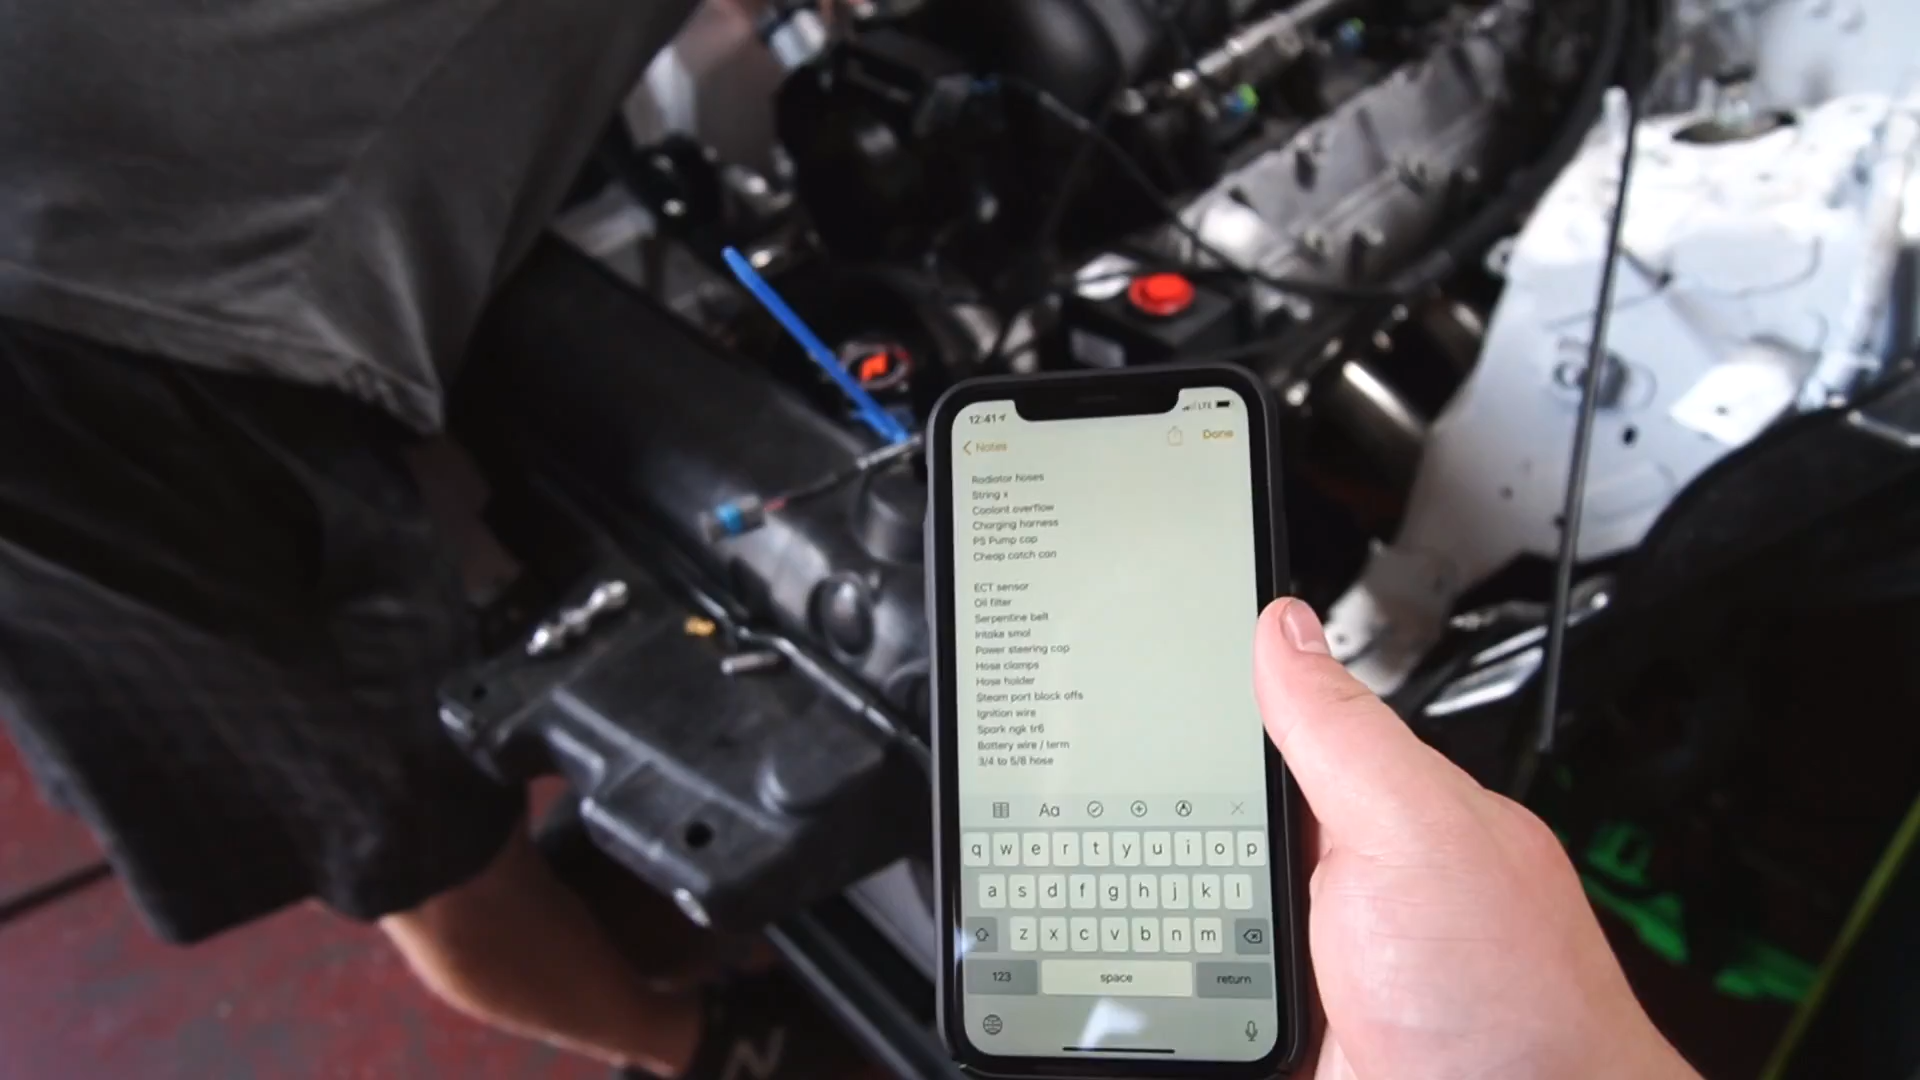 12:41
LTE
Notes
Done
Radiator hoses
String x
Coolant overflow
Charging harness
PS Pump cap
Cheap catch can
ECT sensor
Oil filter
Serpentine belt
Intake smol
Power steering cap
Hose clamps
Hose holder
Steam port block offs
Ignition wire
Spark ngk tr6
Battery wire / term
3/4 to 5/8 hose
Aa
q w e r t y u i o p
a s d f g h j k l
z x c v b n m
123 space return